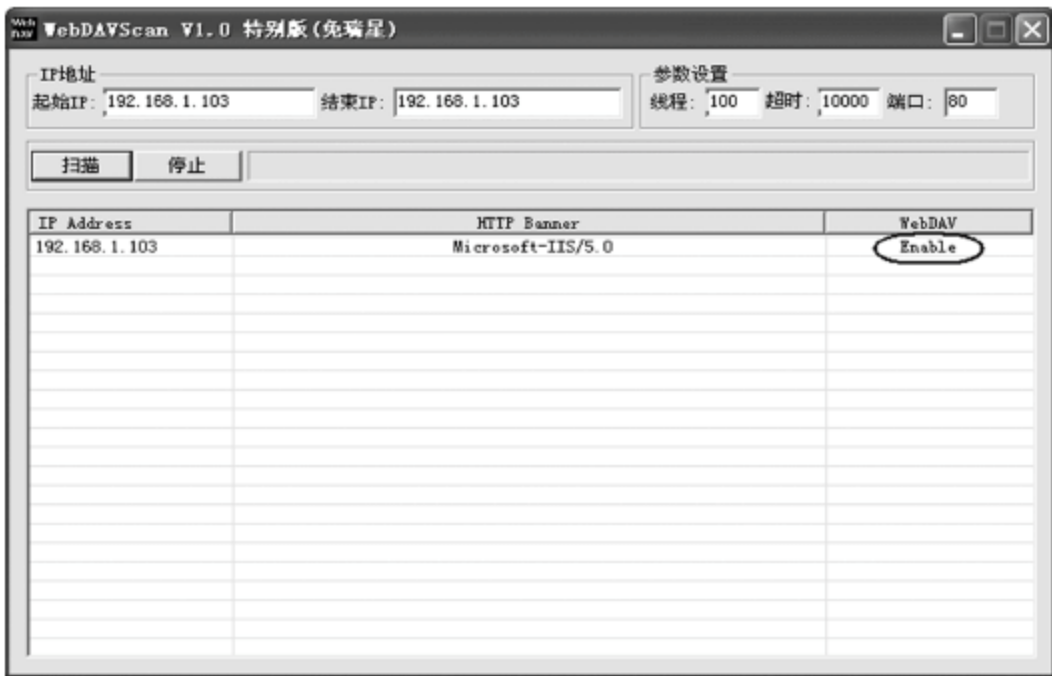 WebDAVScan V1.0 特别版(免瑞星)
IP地址
参数设置
起始IP: 192.168.1.103 结束IP: 192.168.1.103 线程: 100 超时: 10000 端口: 80
扫描 停止
IP Address HTTP Banner WebDAV
192.168.1.103 Microsoft-IIS/5.0 Enable